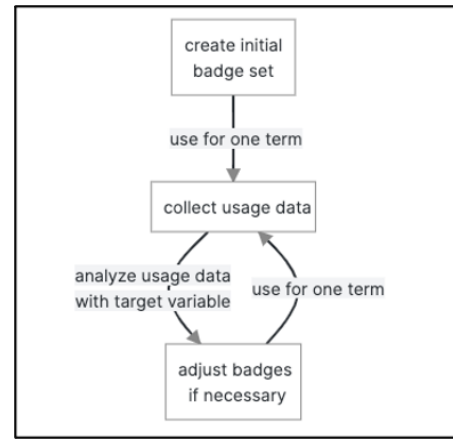 create initial
badge set
use for one term
collect usage data
analyze usage data
with target variable
use for one term
adjust badges
if necessary